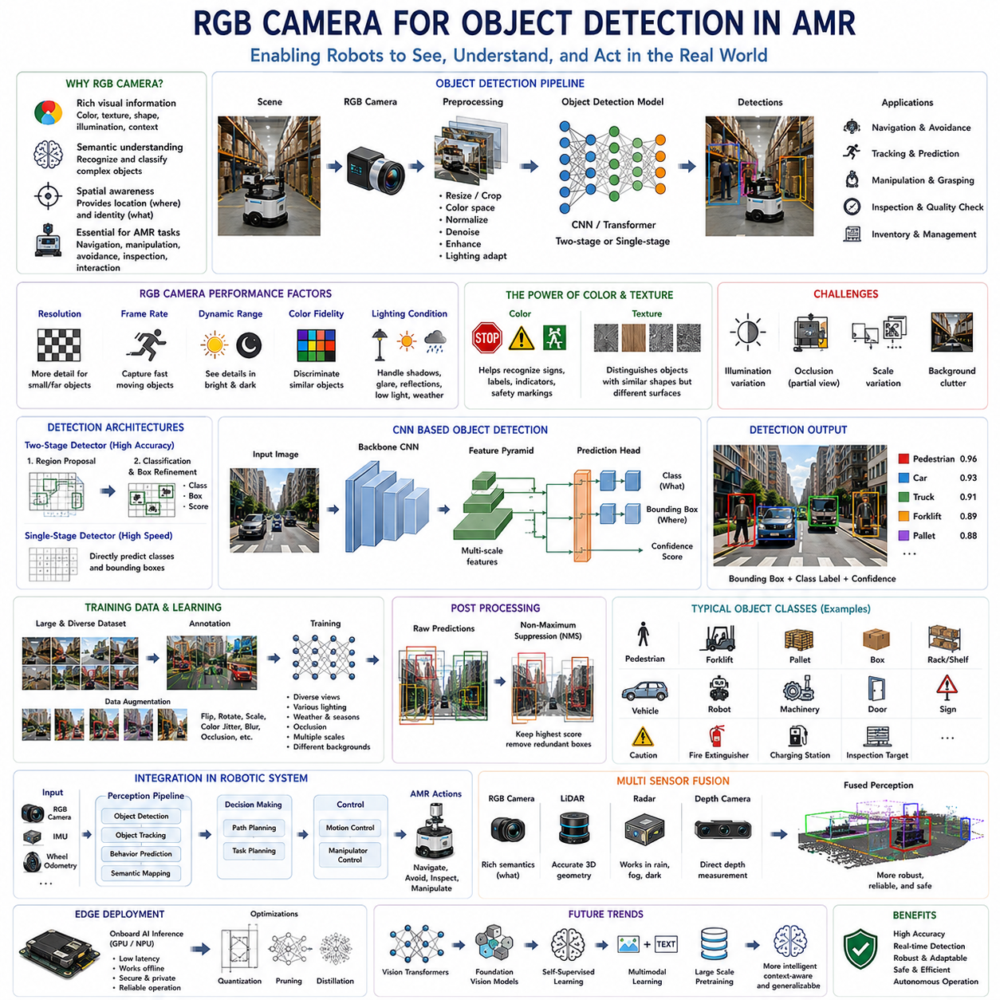 RGB CAMERA FOR OBJECT DETECTION IN AMR
Enabling Robots to See, Understand, and Act in the Real World
WHY RGB CAMERA?
Rich visual information
Color, texture, shape,
illumination, context
Semantic understanding
Recognize and classify
complex objects
Spatial awareness
Provides location (where)
and identity (what)
Essential for AMR tasks
Navigation, manipulation,
avoidance, inspection,
interaction
OBJECT DETECTION PIPELINE
Scene
RGB Camera
Preprocessing
• Resize / Crop
• Color space
• Normalize
• Denoise
• Enhance
• Lighting adapt
Object Detection Model
CNN / Transformer
Two-stage or Single-stage
Detections
Applications
Navigation & Avoidance
Tracking & Prediction
Manipulation & Grasping
Inspection & Quality Check
Inventory & Management
RGB CAMERA PERFORMANCE FACTORS
Resolution
More detail for
small/far objects
Frame Rate
Capture fast
moving objects
Dynamic Range
See details in
bright & dark
Color Fidelity
Discriminate
similar objects
Lighting Condition
Handle shadows,
glare, reflections,
low light, weather
THE POWER OF COLOR & TEXTURE
Color
STOP
Helps recognize signs,
labels, indicators,
safety markings
Texture
Distinguishes objects
with similar shapes but
different surfaces
CHALLENGES
Illumination
variation
Occlusion
(partial view)
Scale
variation
Background
clutter
DETECTION ARCHITECTURES
Two-Stage Detector (High Accuracy)
1. Region Proposal
2. Classification
& Box Refinement
• Class
• Box
• Score
Single-Stage Detector (High Speed)
Directly predict classes
and bounding boxes
CNN BASED OBJECT DETECTION
Input Image
Backbone CNN
Feature Pyramid
Multi-scale
features
Prediction Head
Class
(What)
Bounding Box
(Where)
Confidence
Score
DETECTION OUTPUT
Pedestrian 0.96
Car 0.93
Truck 0.91
Forklift 0.89
Pallet 0.88
...
Bounding Box + Class Label + Confidence
TRAINING DATA & LEARNING
Large & Diverse Dataset
Annotation
Training
Data Augmentation
Flip, Rotate, Scale,
Color Jitter, Blur,
Occlusion, etc.
• Diverse views
• Various lighting
• Weather & seasons
• Occlusion
• Multiple scales
• Different backgrounds
POST PROCESSING
Raw Predictions
Non-Maximum
Suppression (NMS)
Keep highest score
remove redundant boxes
TYPICAL OBJECT CLASSES (Examples)
Pedestrian
Forklift
Pallet
Box
Rack/Shelf
Vehicle
Robot
Machinery
Door
Sign
Caution
Fire Extinguisher
Charging Station
Inspection Target
...
INTEGRATION IN ROBOTIC SYSTEM
Input
RGB
Camera
IMU
Wheel
Odometry
...
Perception Pipeline
Object Detection
Object Tracking
Behavior Prediction
Semantic Mapping
Decision Making
Path Planning
Task Planning
Control
Motion Control
Manipulator
Control
AMR Actions
Navigate,
Avoid, Inspect,
Manipulate
MULTI SENSOR FUSION
RGB Camera
Rich semantics
(what)
LiDAR
Accurate 3D
geometry
Radar
Works in rain,
fog, dark
Depth Camera
Direct depth
measurement
Fused Perception
More robust,
reliable, and safe
EDGE DEPLOYMENT
Onboard AI Inference
(GPU / NPU)
• Low latency
• Works offline
• Secure & private
• Reliable operation
Optimizations
Quantization
Pruning
Distillation
FUTURE TRENDS
Vision Transformers
Foundation
Vision Models
Self-Supervised
Learning
+ TEXT
Multimodal
Learning
Large Scale
Pretraining
More intelligent
context-aware
and generalizable
BENEFITS
High Accuracy
Real-time Detection
Robust & Adaptable
Safe & Efficient
Autonomous Operation